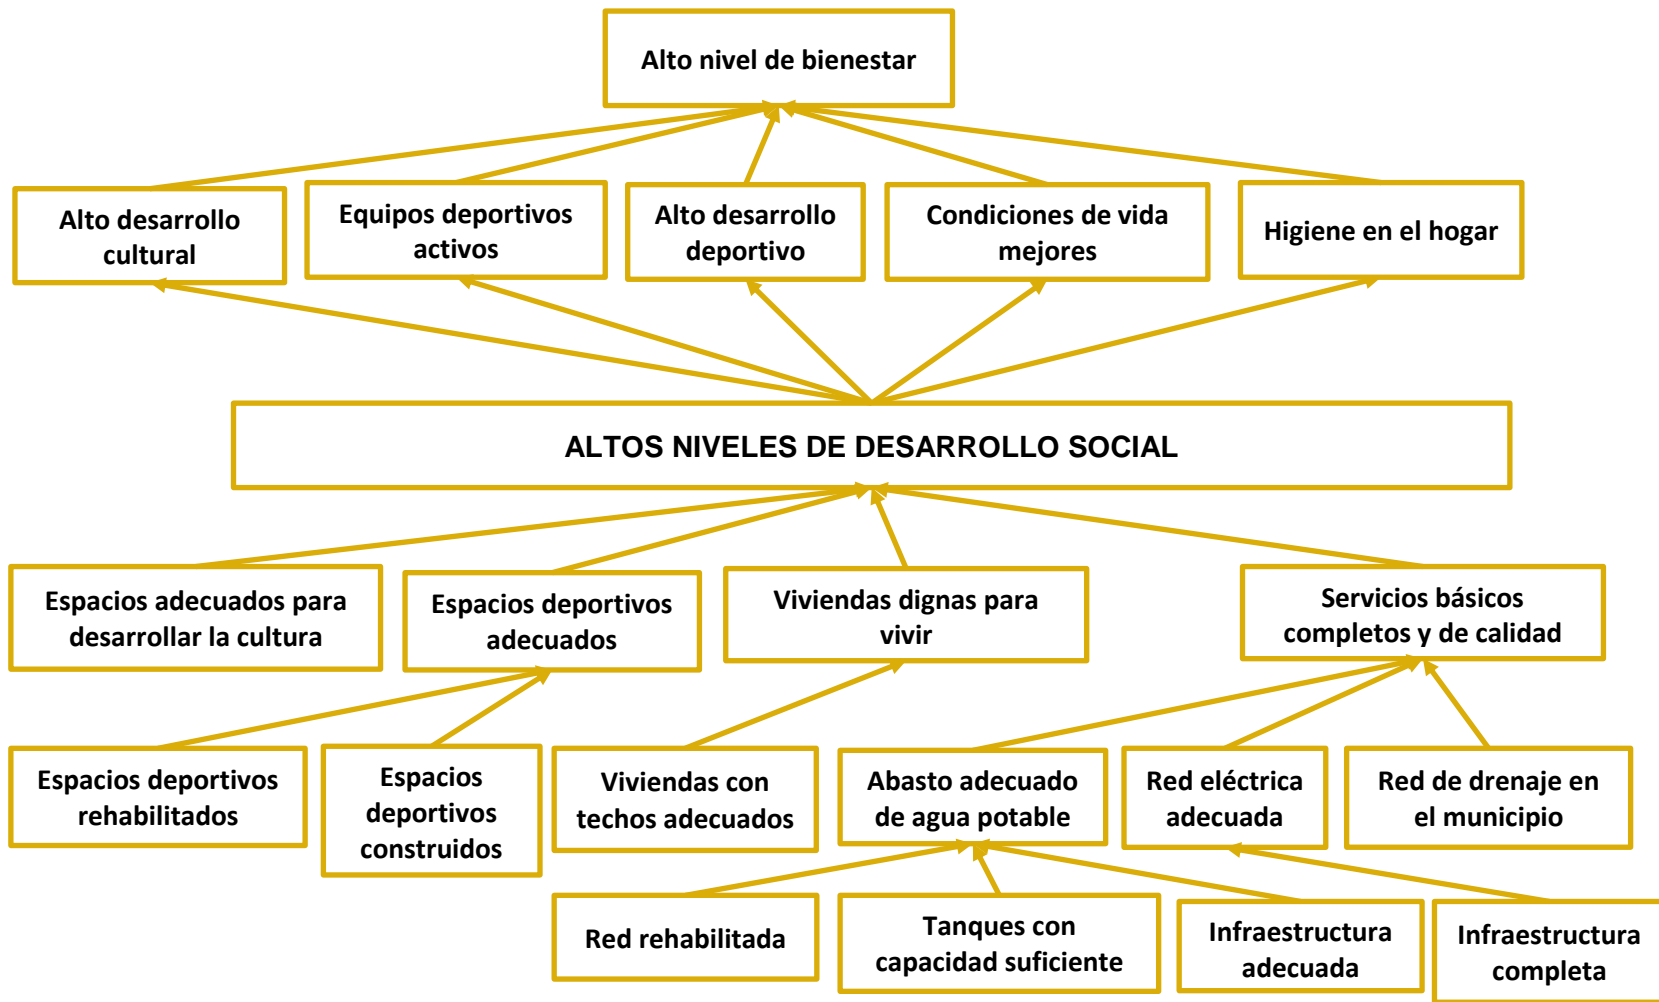 Alto nivel de bienestar
Alto desarrollo
cultural
Equipos deportivos
activos
Alto desarrollo
deportivo
Condiciones de vida
mejores
Higiene en el hogar
ALTOS NIVELES DE DESARROLLO SOCIAL
Espacios adecuados para
desarrollar la cultura
Espacios deportivos
adecuados
Viviendas dignas para
vivir
Servicios básicos
completos y de calidad
Espacios deportivos
rehabilitados
Espacios
deportivos
construidos
Viviendas con
techos adecuados
Abasto adecuado
de agua potable
Red eléctrica
adecuada
Red de drenaje en
el municipio
Red rehabilitada
Tanques con
capacidad suficiente
Infraestructura
adecuada
Infraestructura
completa